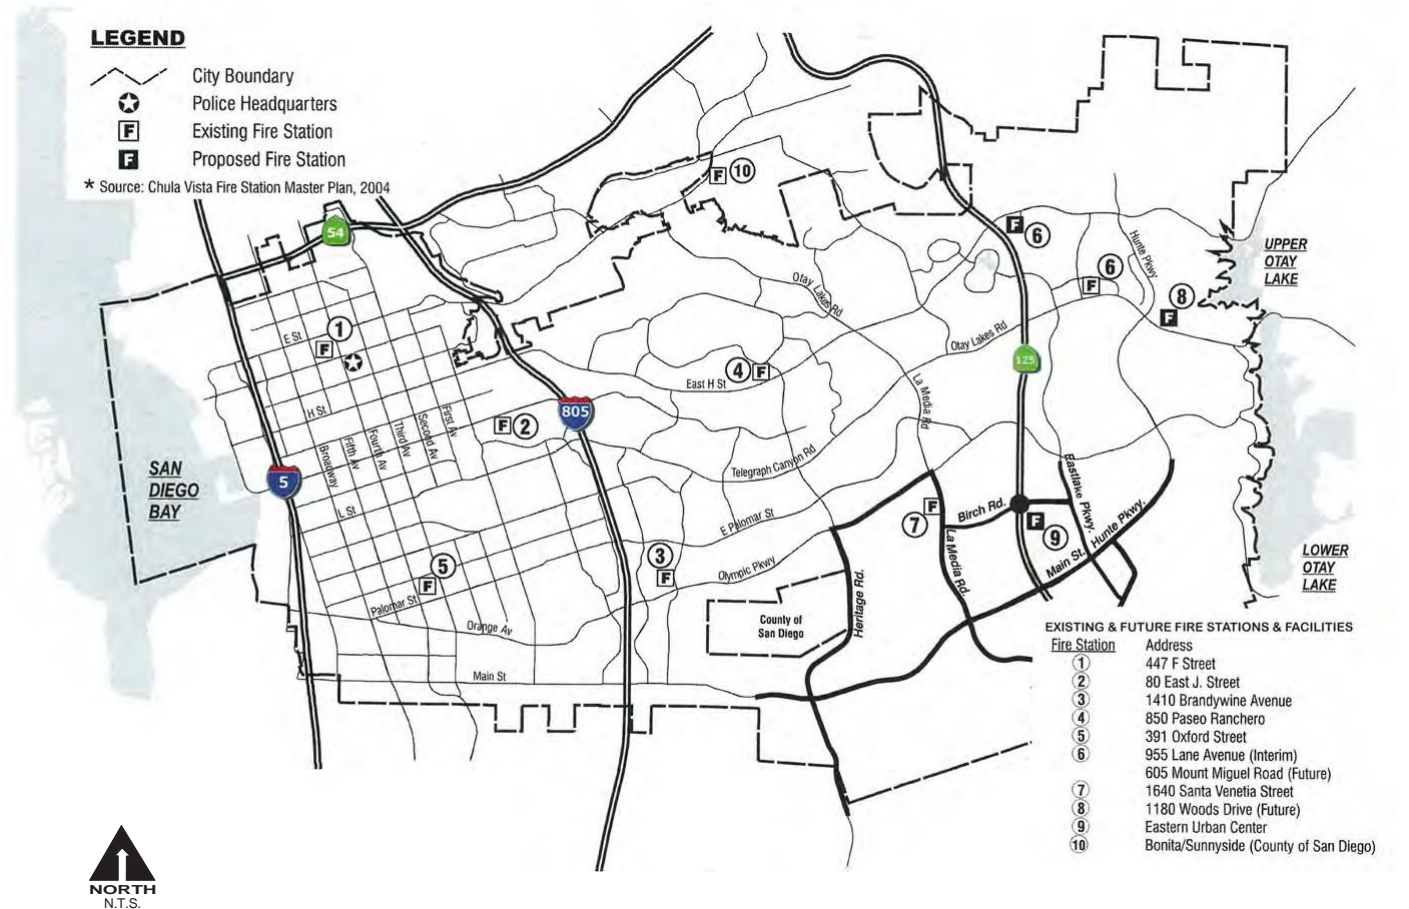 LEGEND
City Boundary
Police Headquarters
F Existing Fire Station
F Proposed Fire Station
* Source: Chula Vista Fire Station Master Plan, 2004
F 10
54
F 6
Hunte Pkwy
UPPER
OTAY
LAKE
6
F
8
F
Otay Lakes Rd
1
E St
F
Otay Lakes Rd
125
4 F
East H St
La Media Rd
805
H St
First Av
Second Av
Third Av
Fourth Av
Fifth Av
Broadway
F 2
SAN
DIEGO
BAY
5
Telegraph Canyon Rd
Eastlake Pkwy.
L St
E Palomar St
7 F
Birch Rd.
F 9
Hunte Pkwy.
Main St.
La Media Rd.
3
F
Olympic Pkwy
5
F
Palomar St
Heritage Rd.
LOWER
OTAY
LAKE
County of
San Diego
Orange Av
Main St
EXISTING & FUTURE FIRE STATIONS & FACILITIES
Fire Station Address
1 447 F Street
2 80 East J. Street
3 1410 Brandywine Avenue
4 850 Paseo Ranchero
5 391 Oxford Street
6 955 Lane Avenue (Interim)
605 Mount Miguel Road (Future)
7 1640 Santa Venetia Street
8 1180 Woods Drive (Future)
9 Eastern Urban Center
10 Bonita/Sunnyside (County of San Diego)
NORTH
N.T.S.